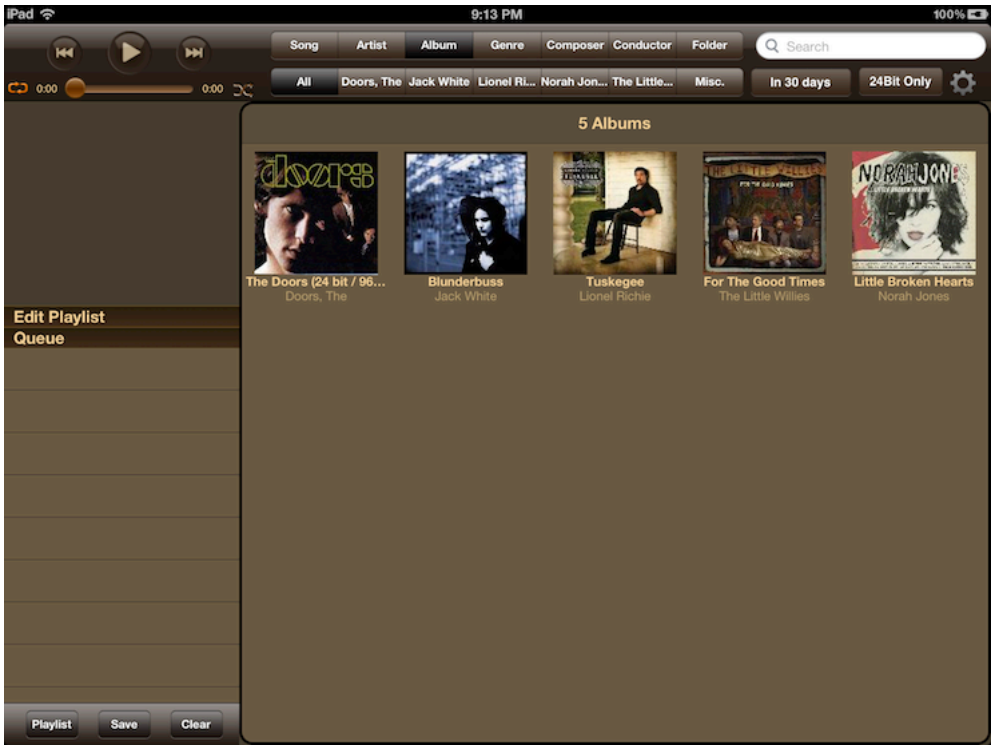 iPad 9:13 PM 100%
Song Artist Album Genre Composer Conductor Folder Search
0:00 0:00 All Doors, The Jack White Lionel Ri... Norah Jon... The Little... Misc. In 30 days 24Bit Only
5 Albums
doors
THE LITTLE WILLIES
FOR THE GOOD TIMES
NORAH JONES
LITTLE BROKEN HEARTS
The Doors (24 bit / 96... Blunderbuss Tuskegee For The Good Times Little Broken Hearts
Doors, The Jack White Lionel Richie The Little Willies Norah Jones
Edit Playlist
Queue
Playlist Save Clear